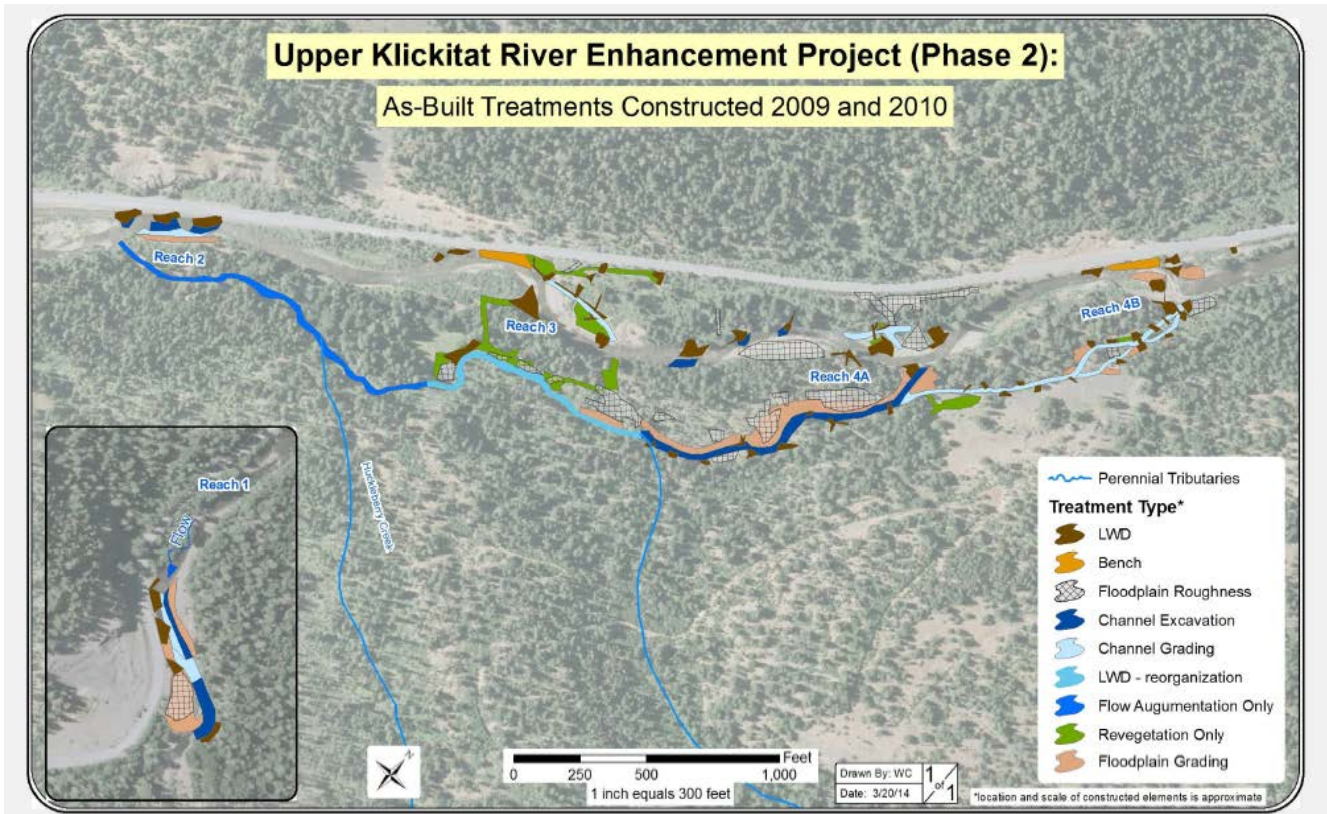 Upper Klickitat River Enhancement Project (Phase 2):
As-Built Treatments Constructed 2009 and 2010
Reach 2
Reach 3
Reach 4B
Reach 4A
Huckleberry Creek
Reach 1
Flow
Perennial Tributaries
Treatment Type*
LWD
Bench
Floodplain Roughness
Channel Excavation
Channel Grading
LWD - reorganization
Flow Augumentation Only
Revegetation Only
Floodplain Grading
N
Feet
0 250 500 1,000
1 inch equals 300 feet
Drawn By: WC
Date: 3/20/14
1 of 1
*location and scale of constructed elements is approximate